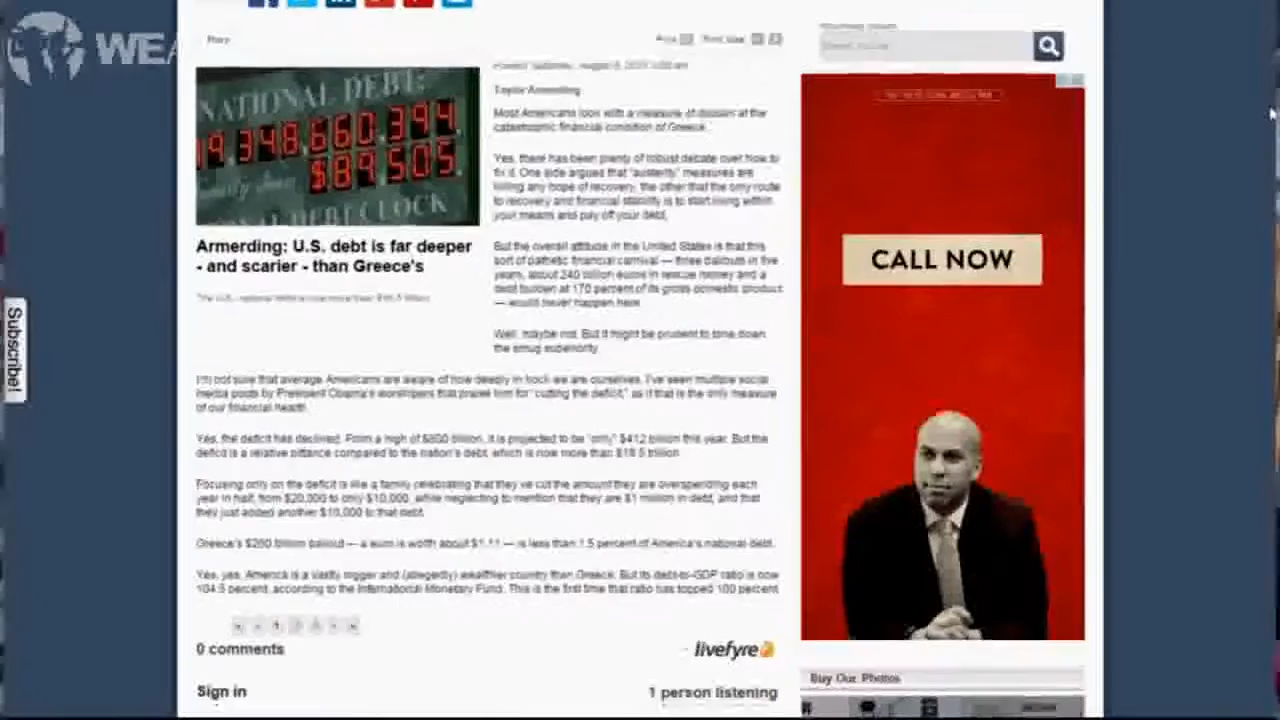 WEA
NATIONAL DEBT:
19,348,660,394
$89,505
NATIONAL DEBT CLOCK
Armerding: U.S. debt is far deeper
- and scarier - than Greece's
Taylor Armerding
Most Americans look with a measure of disdain at the
catastrophic financial condition of Greece.
Yes, there has been plenty of robust debate over how to
fix it. One side argues that "austerity" measures are
killing any hope of recovery, the other that the only route
to recovery and financial stability is to start living within
your means and pay off your debt.
But the overall attitude in the United States is that this
sort of pathetic financial carnival — three bailouts in five
years, about 240 billion euros in rescue money and a
debt burden at 170 percent of its gross domestic product
— would never happen here.
Well, maybe not. But it might be prudent to tone down
the smug superiority.
I'm not sure that average Americans are aware of how deeply in hock we are ourselves. I've seen multiple social
media posts by President Obama's worshipers that praise him for "cutting the deficit," as if that is the only measure
of our financial health.
Yes, the deficit has declined. From a high of $800 billion, it is projected to be "only" $412 billion this year. But the
deficit is a relative pittance compared to the nation's debt, which is now more than $18.5 trillion.
Focusing only on the deficit is like a family celebrating that they've cut the amount they are overspending each
year in half, from $20,000 to only $10,000, while neglecting to mention that they are $1 million in debt, and that
they just added another $10,000 to that debt.
Greece's $260 billion bailout — a euro is worth about $1.11 — is less than 1.5 percent of America's national debt.
Yes, yes, America is a vastly bigger and (allegedly) wealthier country than Greece. But its debt-to-GDP ratio is now
104.5 percent, according to the International Monetary Fund. This is the first time that ratio has topped 100 percent
0 comments
livefyre
Sign in
1 person listening
CALL NOW
Buy Our Photos
Subscribe!